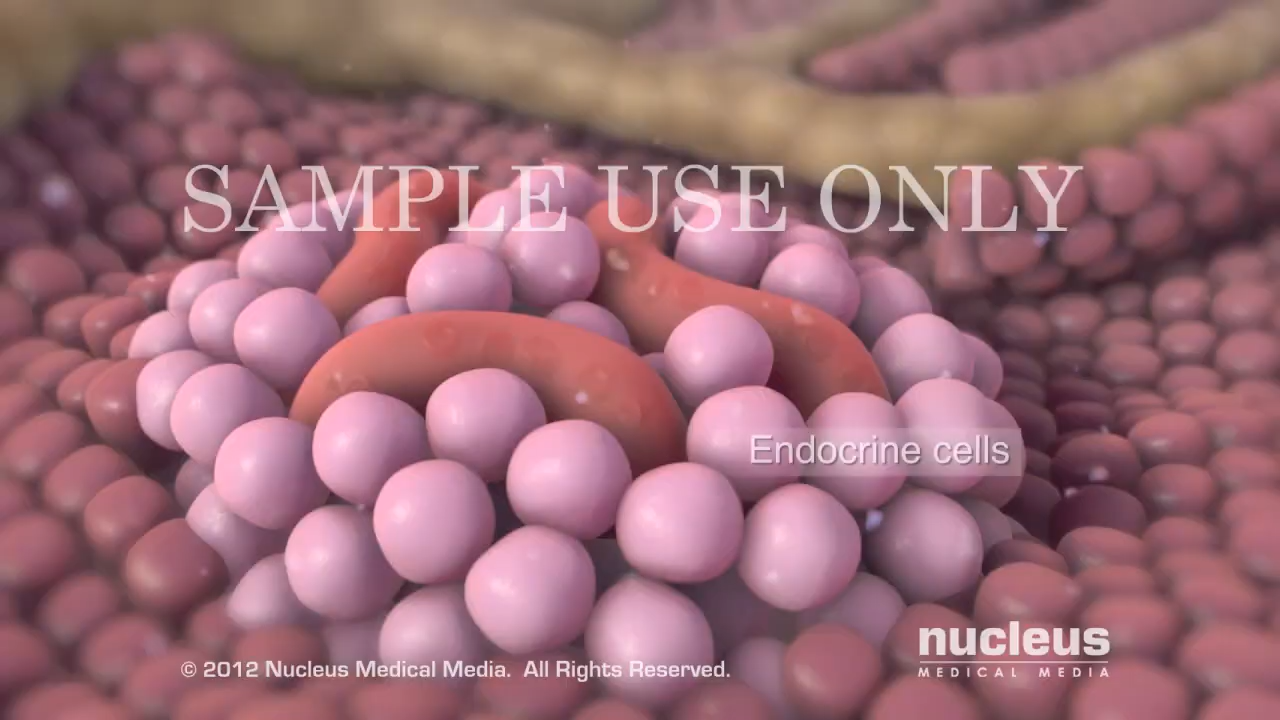 SAMPLE USE ONLY
Endocrine cells
nucleus
© 2012 Nucleus Medical Media. All Rights Reserved.
MEDICAL MEDIA